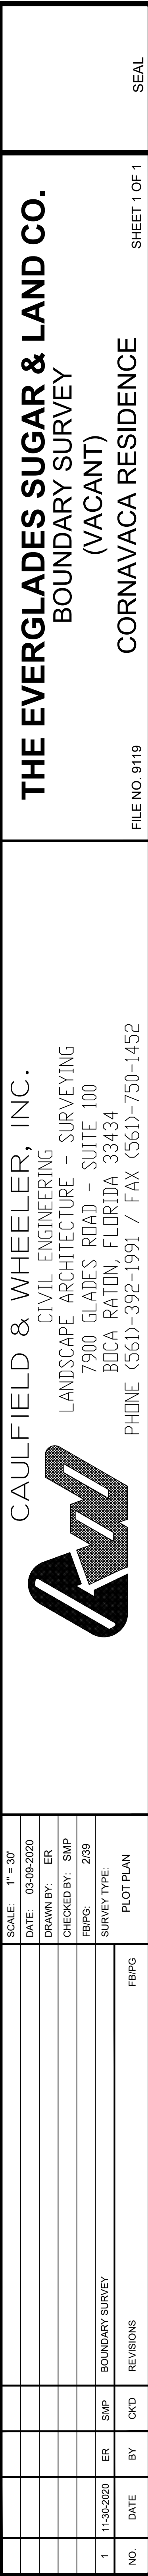 1 11-30-2020 ER SMP BOUNDARY SURVEY
NO. DATE BY CK'D REVISIONS FB/PG
SCALE: 1" = 30'
DATE: 03-09-2020
DRAWN BY: ER
CHECKED BY: SMP
FB/PG: 2/39
SURVEY TYPE:
PLOT PLAN
CAULFIELD & WHEELER, INC.
CIVIL ENGINEERING
LANDSCAPE ARCHITECTURE - SURVEYING
7900 GLADES ROAD - SUITE 100
BOCA RATON, FLORIDA 33434
PHONE (561)-392-1991 / FAX (561)-750-1452
THE EVERGLADES SUGAR & LAND CO.
BOUNDARY SURVEY
(VACANT)
CORNAVACA RESIDENCE
FILE NO. 9119 SHEET 1 OF 1
SEAL